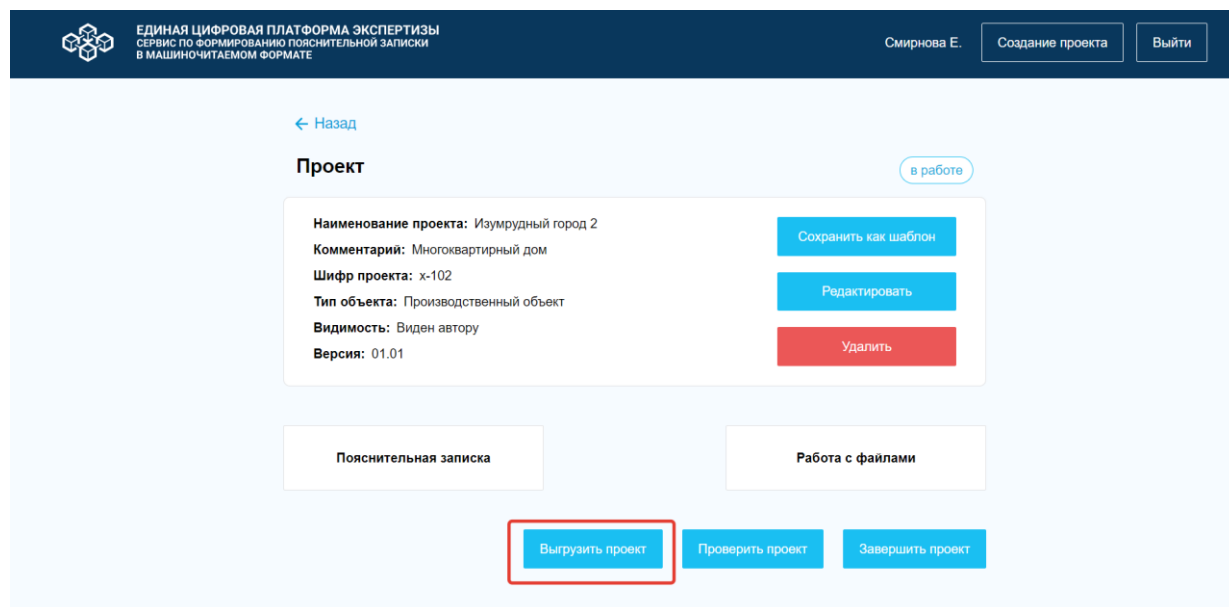 ЕДИНАЯ ЦИФРОВАЯ ПЛАТФОРМА ЭКСПЕРТИЗЫ
СЕРВИС ПО ФОРМИРОВАНИЮ ПОЯСНИТЕЛЬНОЙ ЗАПИСКИ
В МАШИНОЧИТАЕМОМ ФОРМАТЕ
Смирнова Е.
Создание проекта
Выйти
← Назад
Проект
в работе
Наименование проекта: Изумрудный город 2
Комментарий: Многоквартирный дом
Шифр проекта: х-102
Тип объекта: Производственный объект
Видимость: Виден автору
Версия: 01.01
Сохранить как шаблон
Редактировать
Удалить
Пояснительная записка
Работа с файлами
Выгрузить проект
Проверить проект
Завершить проект